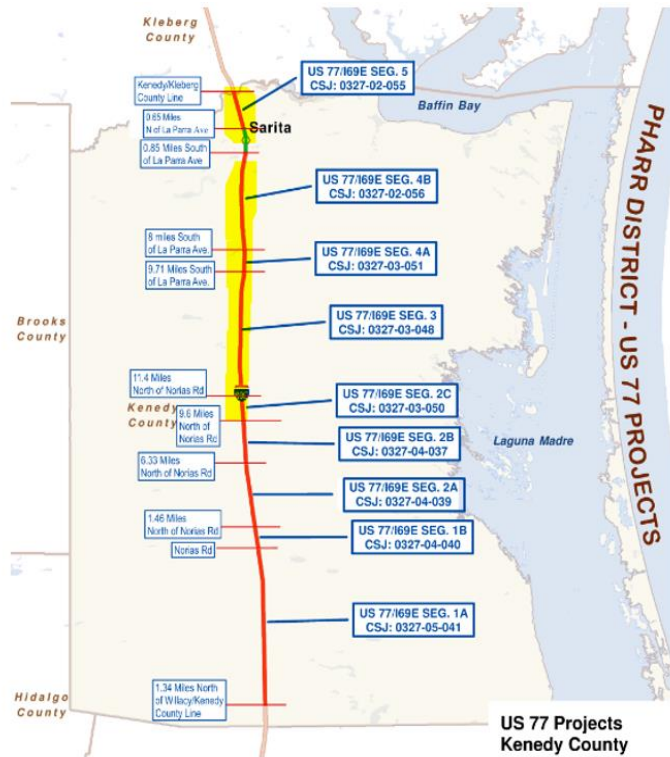 Kleberg
County
Kenedy/Kleberg
County Line
US 77/I69E SEG. 5
CSJ: 0327-02-055
Baffin Bay
0.65 Miles
N of La Parra Ave
Sarita
0.85 Miles South
of La Parra Ave
US 77/I69E SEG. 4B
CSJ: 0327-02-056
8 miles South
of La Parra Ave.
9.71 Miles South
of La Parra Ave.
US 77/I69E SEG. 4A
CSJ: 0327-03-051
Brooks
County
US 77/I69E SEG. 3
CSJ: 0327-03-048
11.4 Miles
North of Norias Rd
Kenedy
County
US 77/I69E SEG. 2C
CSJ: 0327-03-050
9.6 Miles
North of
Norias Rd
US 77/I69E SEG. 2B
CSJ: 0327-04-037
Laguna Madre
6.33 Miles
North of Norias Rd
US 77/I69E SEG. 2A
CSJ: 0327-04-039
1.46 Miles
North of Norias Rd
US 77/I69E SEG. 1B
CSJ: 0327-04-040
Norias Rd
US 77/I69E SEG. 1A
CSJ: 0327-05-041
1.34 Miles North
of Willacy/Kenedy
County Line
Hidalgo
County
PHARR DISTRICT - US 77 PROJECTS
US 77 Projects
Kenedy County